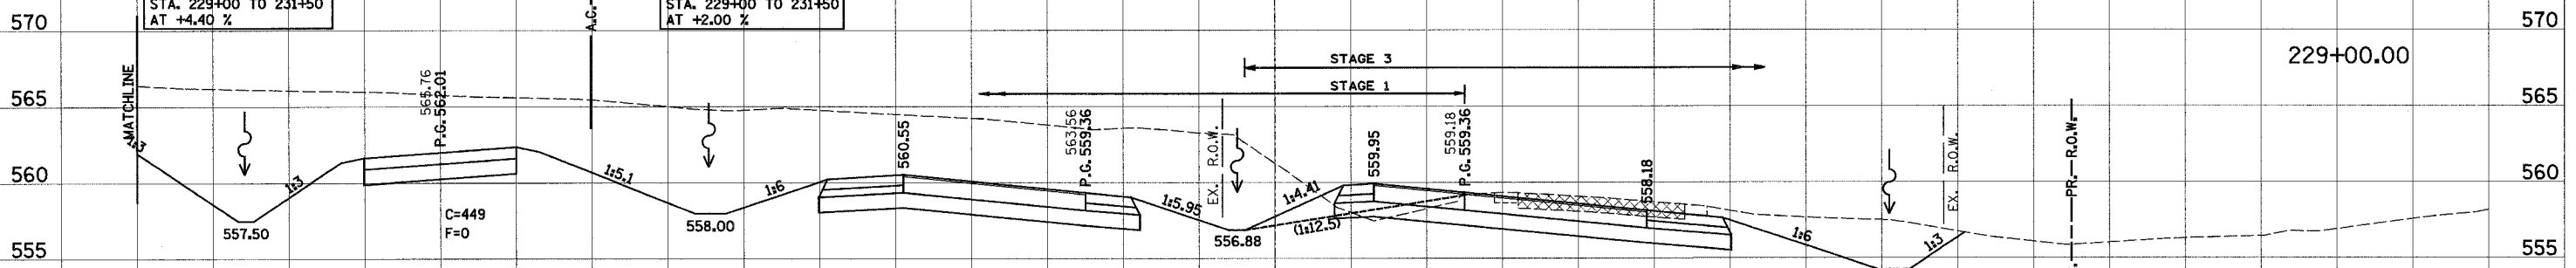 STA. 229+00 TO 231+50
AT +4.40 %
STA. 229+00 TO 231+50
AT +2.00 %
A.C.
570
570
229+00.00
STAGE 3
STAGE 1
565
565
MATCHLINE
P.G. 562.01
563.56
P.G. 559.36
559.18
P.G. 559.36
EX. R.O.W.
EX. R.O.W.
PR. R.O.W.
560.55
559.95
558.18
560
560
1:3
1:3
1:5.1
1:6
1:5.95
1:4.41
(1:12.5)
1:6
1:3
557.50
C=449
F=0
558.00
556.88
555
555